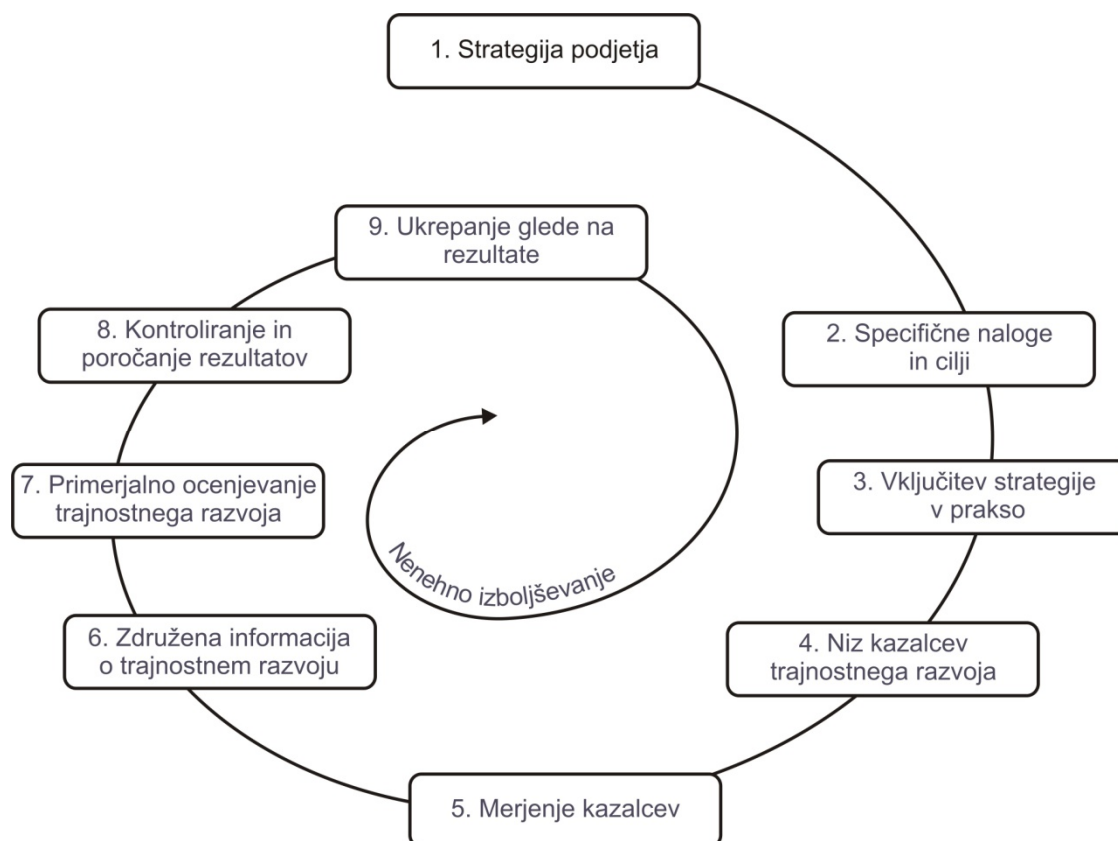 1. Strategija podjetja
2. Specifične naloge
in cilji
3. Vključitev strategije
v prakso
4. Niz kazalcev
trajnostnega razvoja
5. Merjenje kazalcev
6. Združena informacija
o trajnostnem razvoju
7. Primerjalno ocenjevanje
trajnostnega razvoja
8. Kontroliranje in
poročanje rezultatov
9. Ukrepanje glede na
rezultate
Nenehno izboljševanje